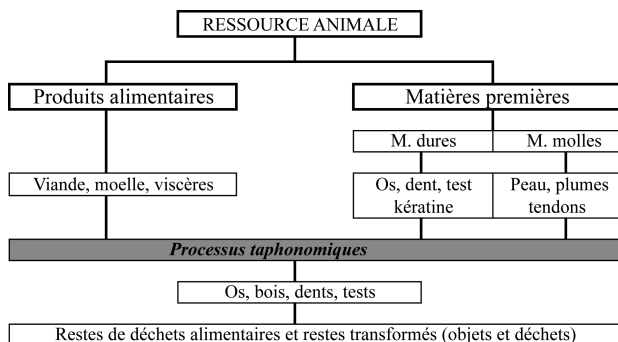 RESSOURCE ANIMALE
Produits alimentaires
Matières premières
M. dures
M. molles
Viande, moelle, viscères
Os, dent, test
kératine
Peau, plumes
tendons
Processus taphonomiques
Os, bois, dents, tests
Restes de déchets alimentaires et restes transformés (objets et déchets)